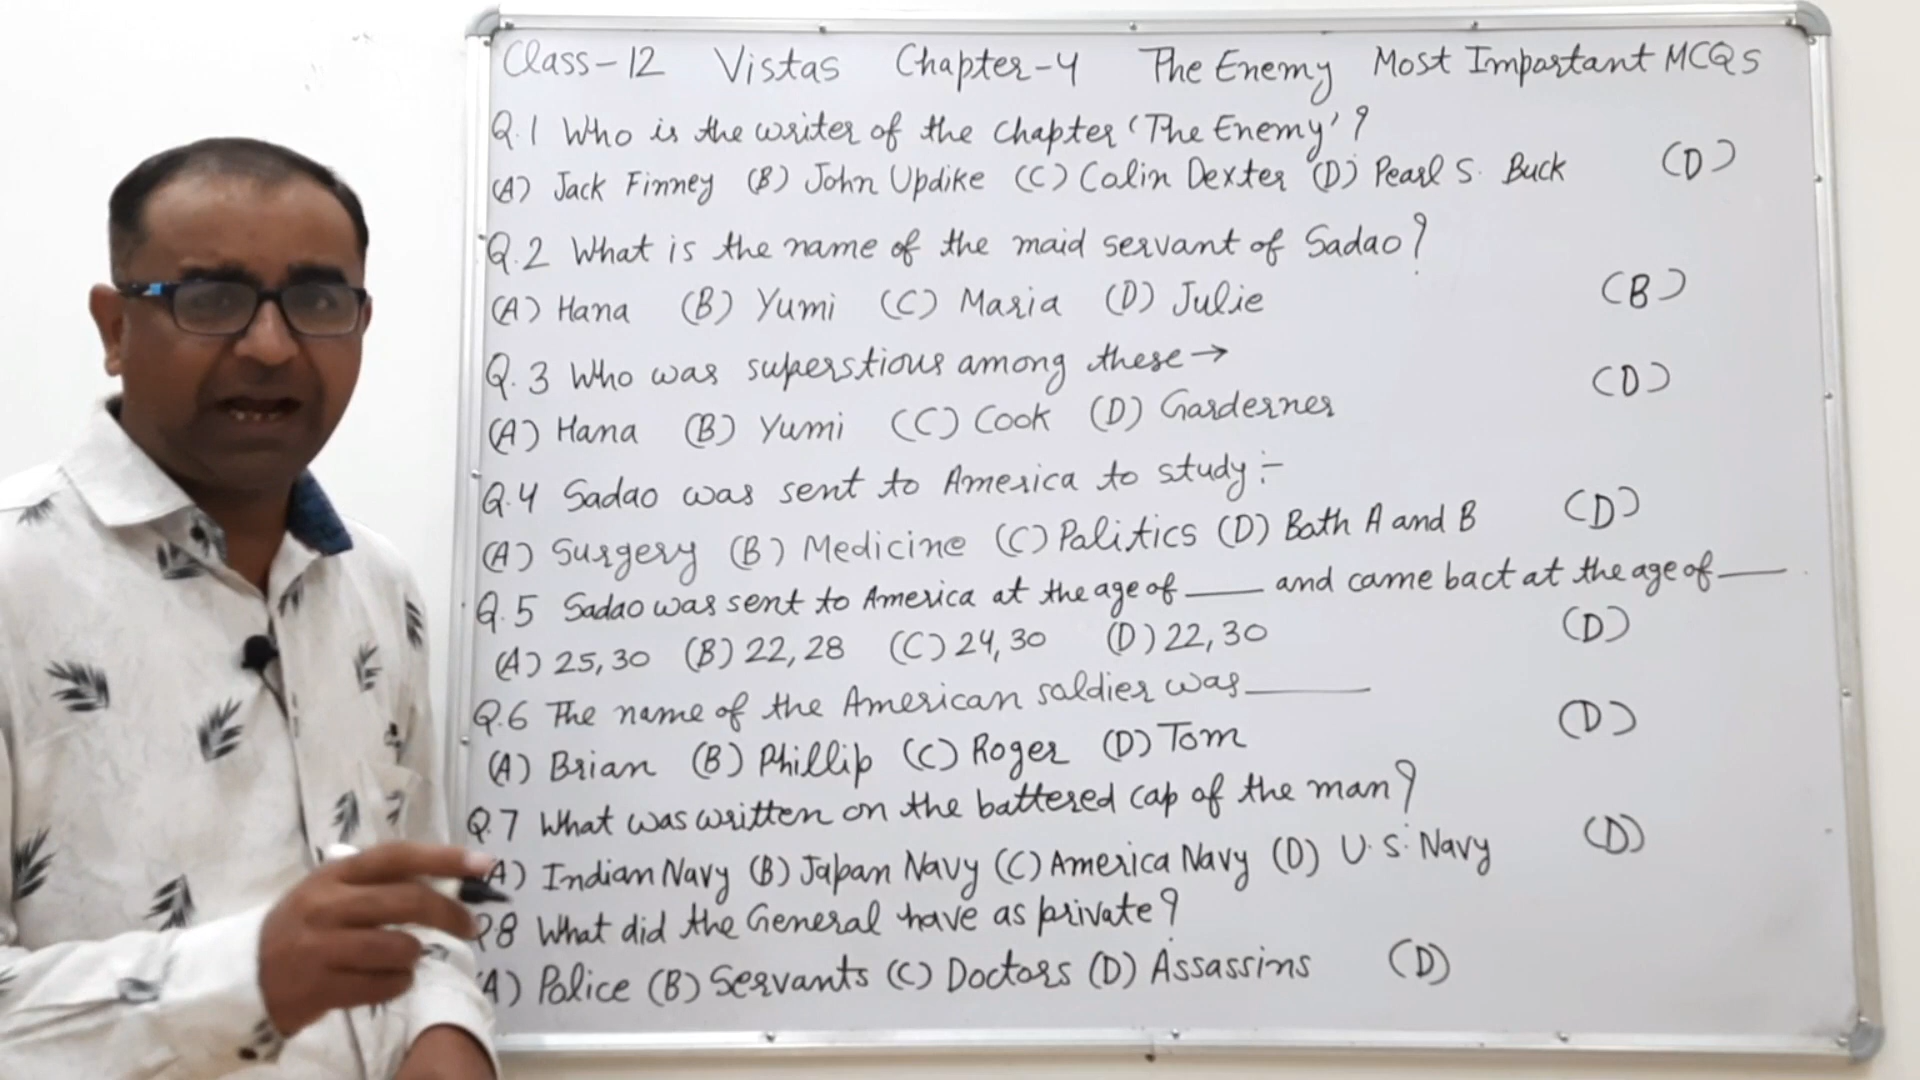 Class-12 Vistas Chapter-4 The Enemy Most Important MCQs
Q.1 Who is the writer of the chapter 'The Enemy'?
(A) Jack Finney (B) John Updike (C) Colin Dexter (D) Pearl S. Buck (D)
Q.2 What is the name of the maid servant of Sadao?
(A) Hana (B) Yumi (C) Maria (D) Julie (B)
Q.3 Who was superstious among these →
(A) Hana (B) Yumi (C) Cook (D) Garderner (D)
Q.4 Sadao was sent to America to study :-
(A) Surgery (B) Medicine (C) Politics (D) Both A and B (D)
Q.5 Sadao was sent to America at the age of ____ and came bact at the age of ____.
(A) 25,30 (B) 22,28 (C) 24,30 (D) 22,30 (D)
Q.6 The name of the American soldier was ____
(A) Brian (B) Phillip (C) Roger (D) Tom (D)
Q.7 What was written on the battered cap of the man?
(A) Indian Navy (B) Japan Navy (C) America Navy (D) U.S. Navy (D)
Q.8 What did the General have as private?
(A) Police (B) Servants (C) Doctors (D) Assassins (D)